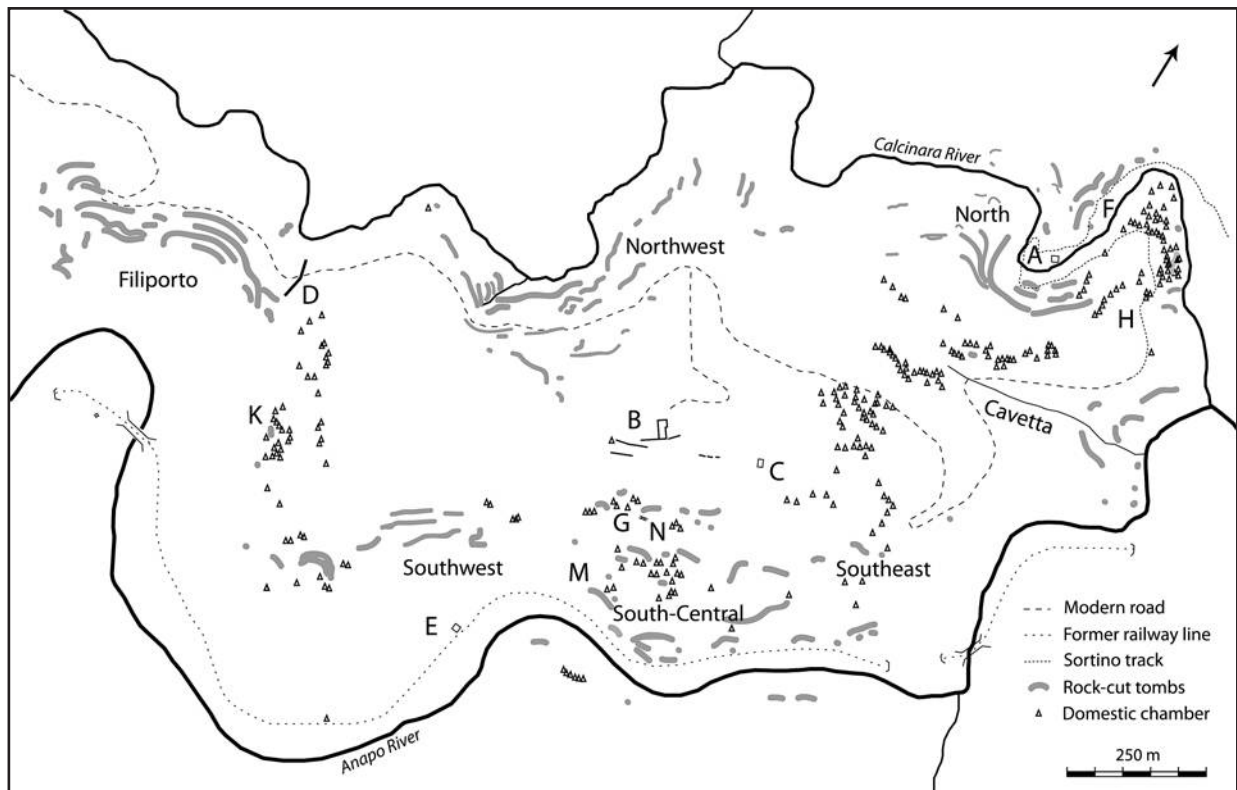 Calcinara River
North
F
A
Northwest
Filiporto
D
H
K
B
Cavetta
C
G
N
Southwest
M
Southeast
South-Central
E
Anapo River
Modern road
Former railway line
Sortino track
Rock-cut tombs
Domestic chamber
250 m